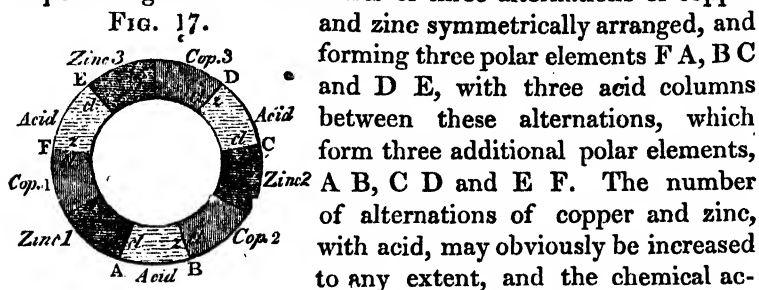 FIG. 17.
Zinc 3
Cop. 3
E
D
Acid
Acid
cl
z
z
cl
F
C
Cop. 1
Zinc 2
Zinc 1
Cop. 2
cl
z
A
Acid
B
and zinc symmetrically arranged, and
forming three polar elements F A, B C
and D E, with three acid columns
between these alternations, which
form three additional polar elements,
A B, C D and E F. The number
of alternations of copper and zinc,
with acid, may obviously be increased
to any extent, and the chemical ac-